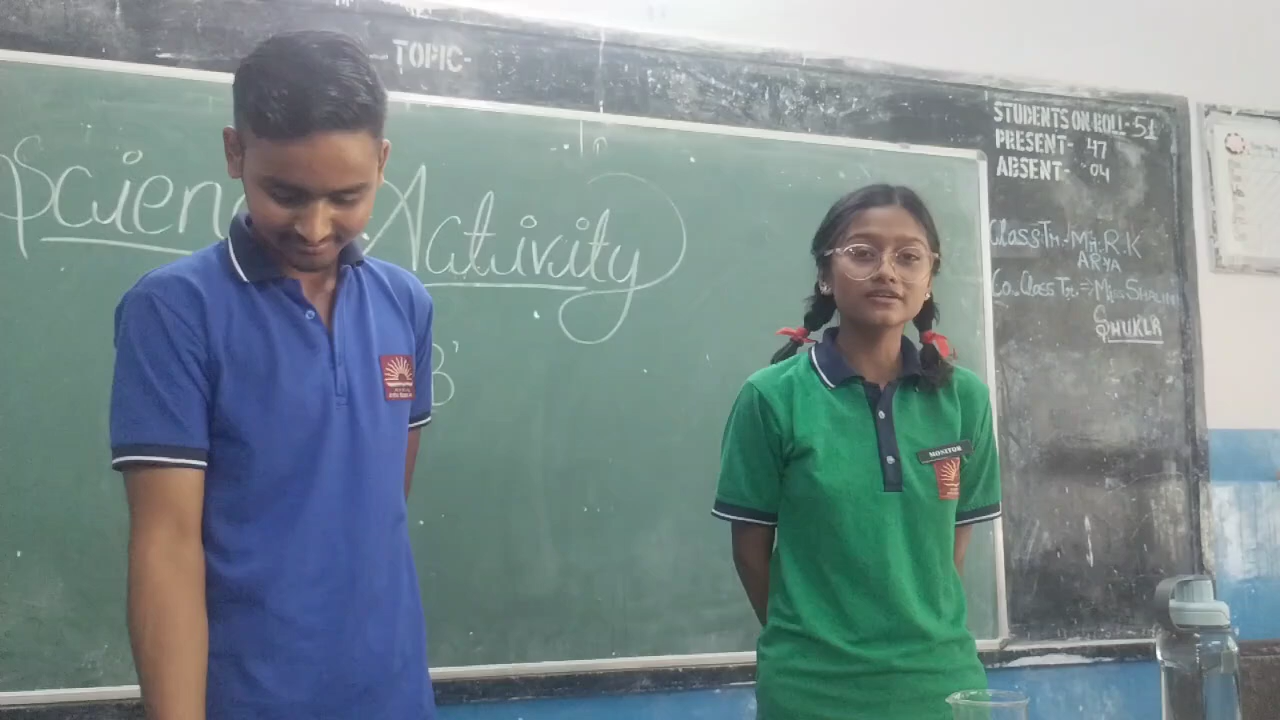 TOPIC-
Science Activity
B'
STUDENTS ON ROLL- 51
PRESENT- 47
ABSENT- 04
Class Tr.- Mr. R.K
ARYA
Co. Class Tr. ⇒ Miss SHALINI
SHUKLA
MONITOR